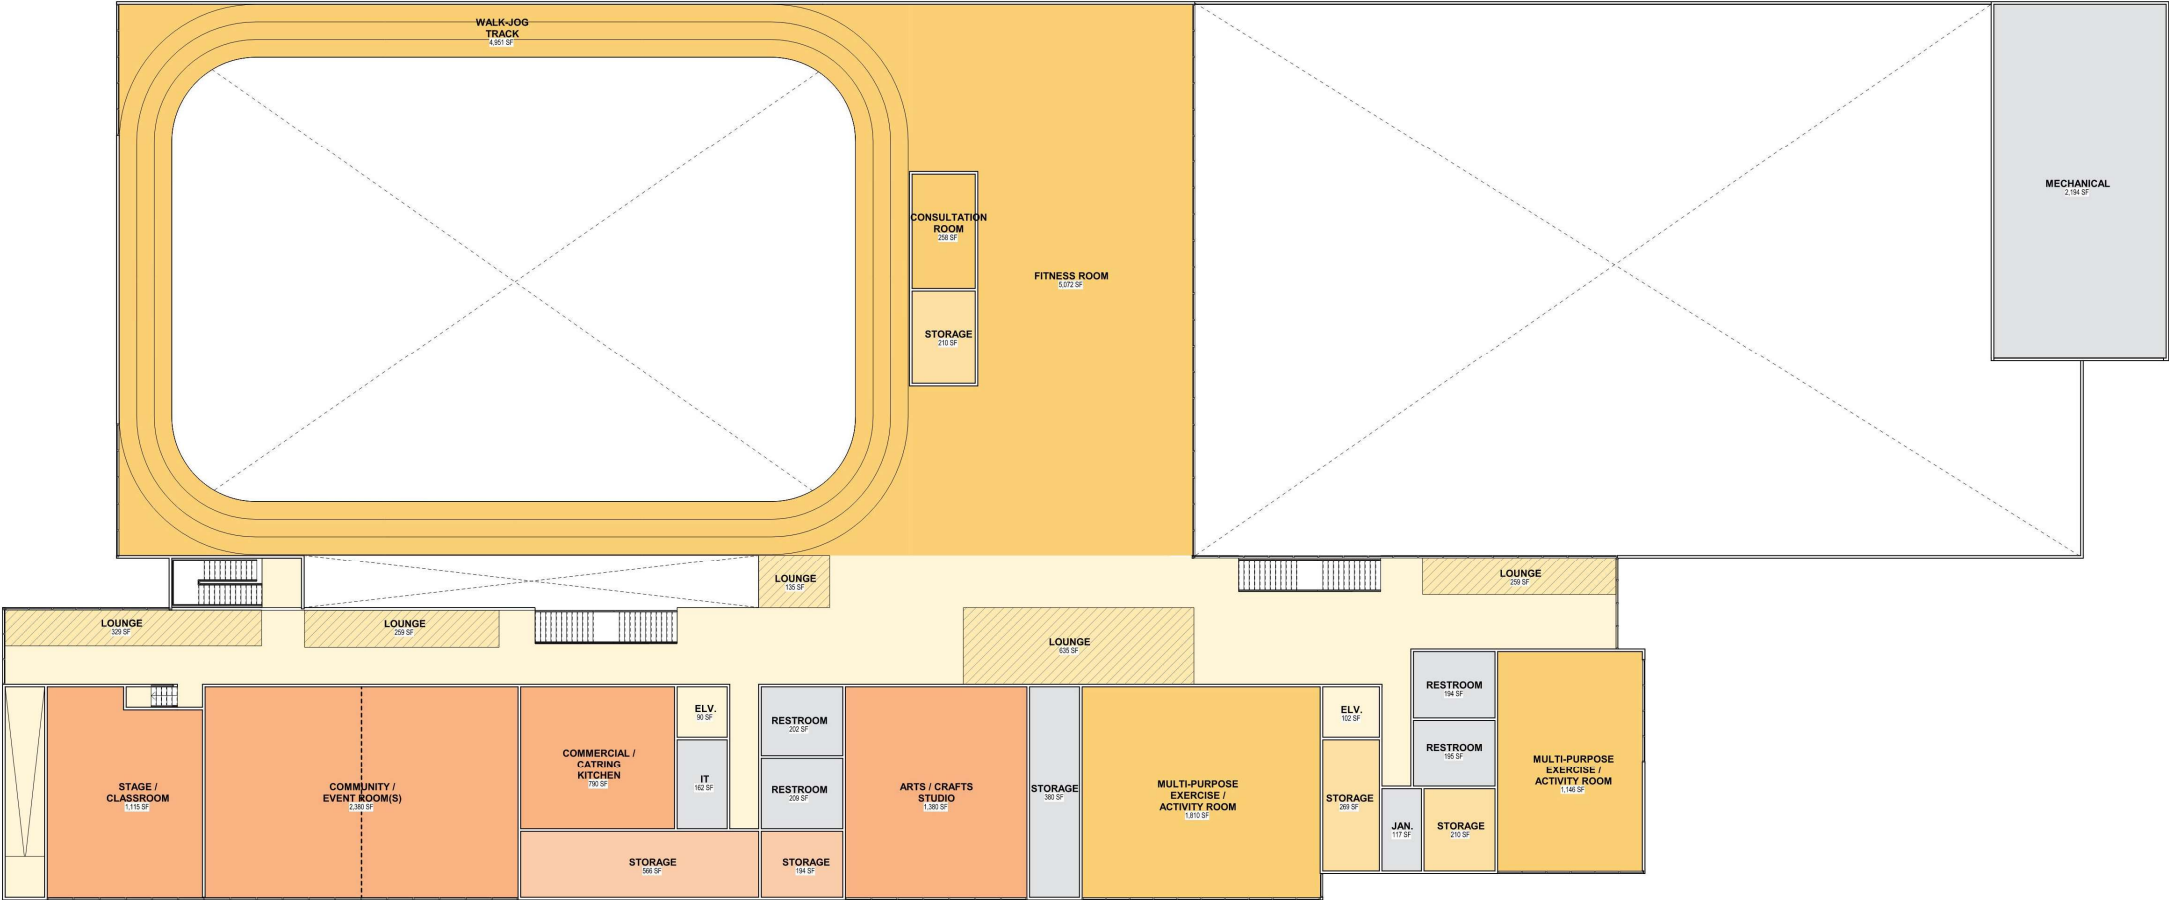 WALK-JOG
TRACK
4,951 SF
MECHANICAL
2,194 SF
CONSULTATION
ROOM
258 SF
FITNESS ROOM
5,072 SF
STORAGE
210 SF
LOUNGE
135 SF
LOUNGE
259 SF
LOUNGE
329 SF
LOUNGE
259 SF
LOUNGE
635 SF
STAGE /
CLASSROOM
1,115 SF
COMMUNITY /
EVENT ROOM(S)
2,380 SF
COMMERCIAL /
CATRING
KITCHEN
790 SF
ELV.
90 SF
IT
162 SF
RESTROOM
202 SF
RESTROOM
209 SF
STORAGE
566 SF
STORAGE
194 SF
ARTS / CRAFTS
STUDIO
1,380 SF
STORAGE
380 SF
MULTI-PURPOSE
EXERCISE /
ACTIVITY ROOM
1,810 SF
ELV.
102 SF
STORAGE
269 SF
RESTROOM
194 SF
RESTROOM
195 SF
JAN.
117 SF
STORAGE
210 SF
MULTI-PURPOSE
EXERCISE /
ACTIVITY ROOM
1,146 SF